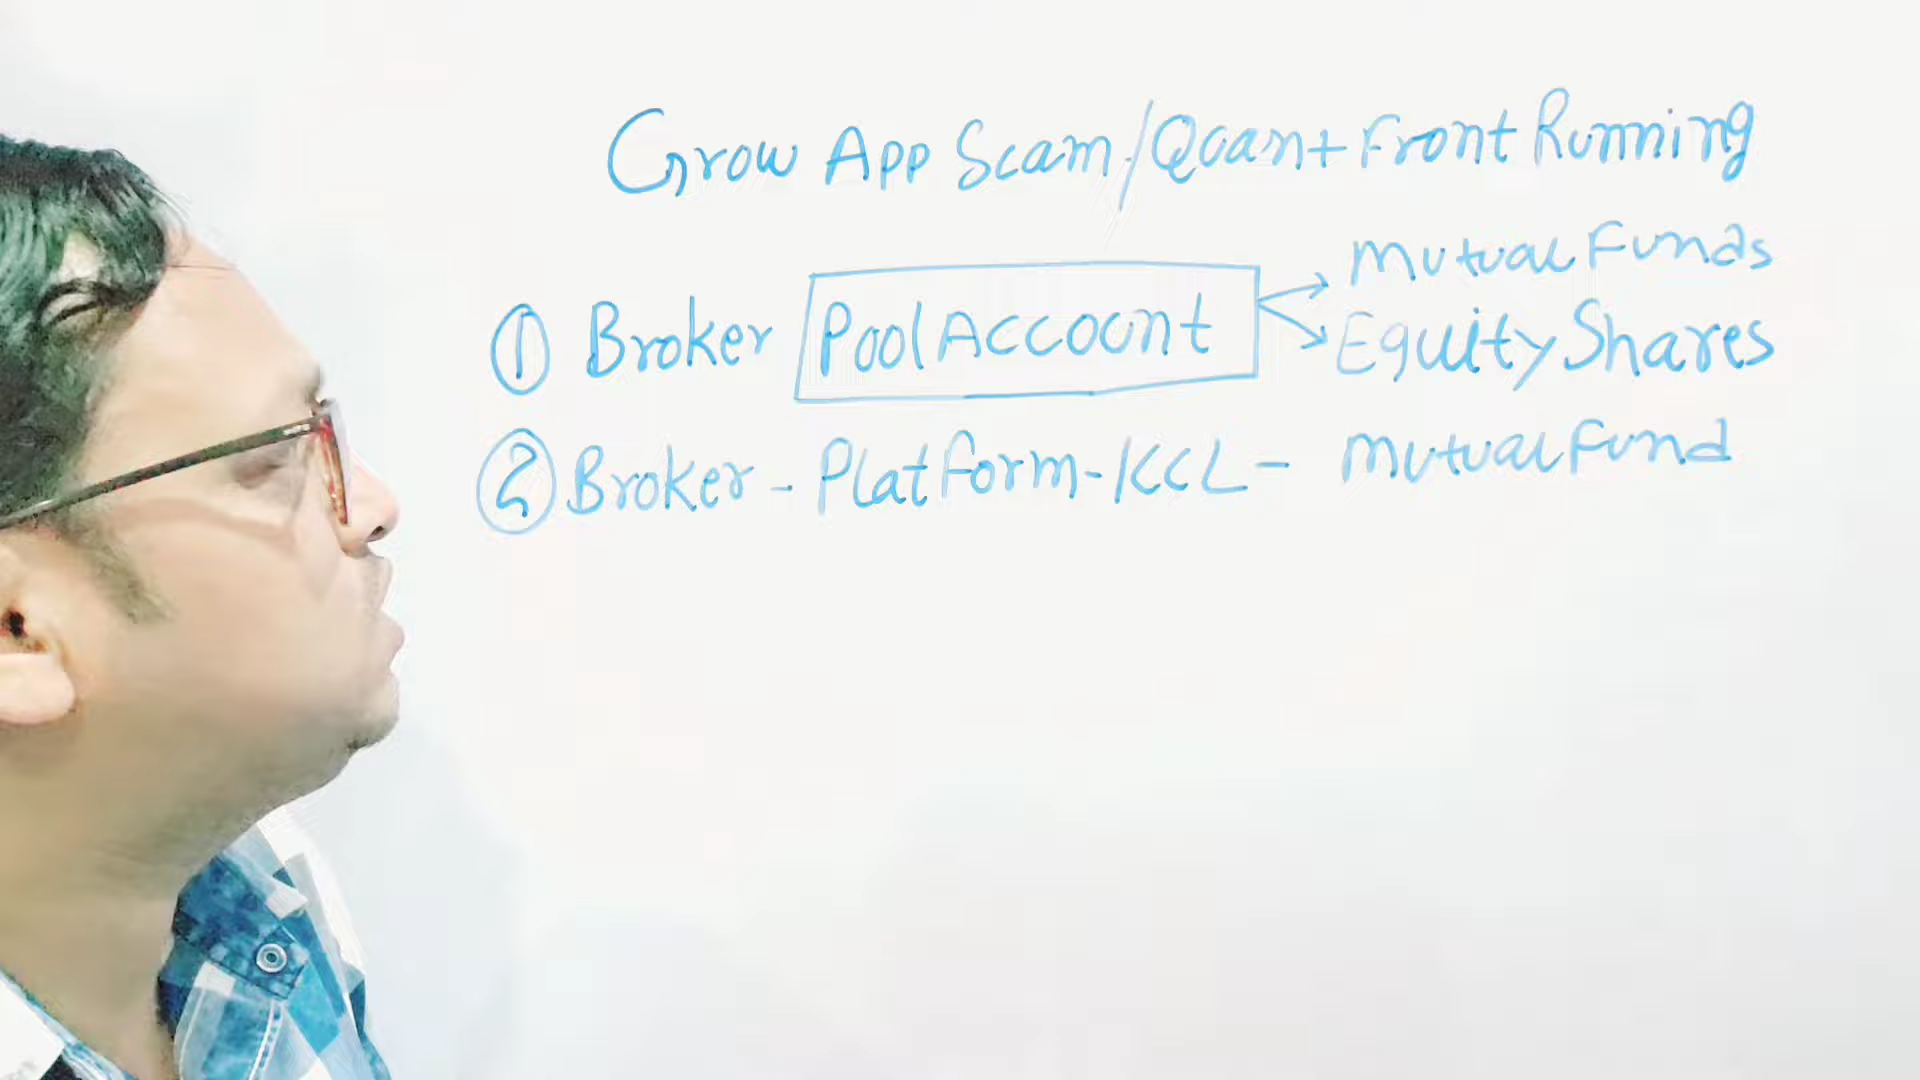 Grow App Scam/Quant Front Running
① Broker Pool Account → Mutual Funds
→ Equity Shares
② Broker - Platform - KCL - Mutual Fund